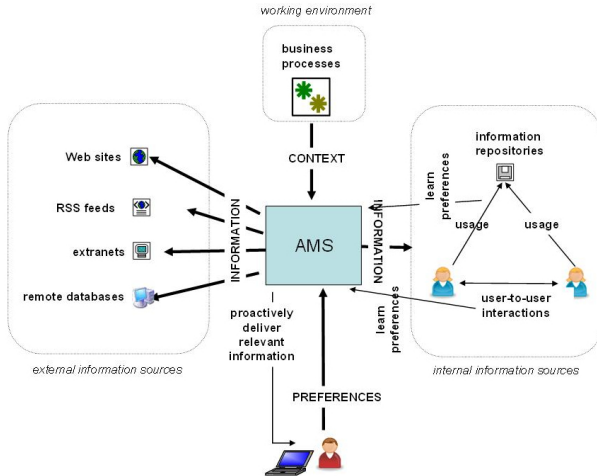 working environment
business
processes
CONTEXT
Web sites
RSS feeds
extranets
remote databases
external information sources
INFORMATION
AMS
INFORMATION
learn
preferences
information
repositories
usage
usage
user-to-user
interactions
learn
preferences
internal information sources
proactively
deliver
relevant
information
PREFERENCES